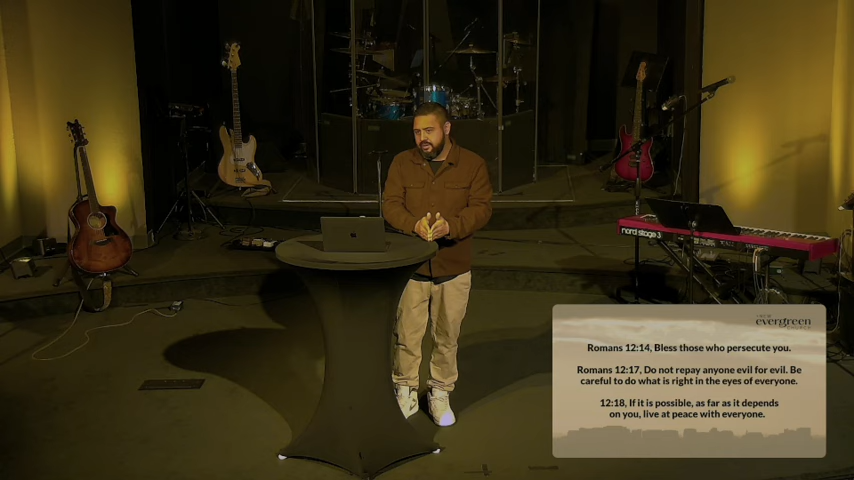 nord stage 3
evergreen
Romans 12:14, Bless those who persecute you.
Romans 12:17, Do not repay anyone evil for evil. Be
careful to do what is right in the eyes of everyone.
12:18, If it is possible, as far as it depends
on you, live at peace with everyone.